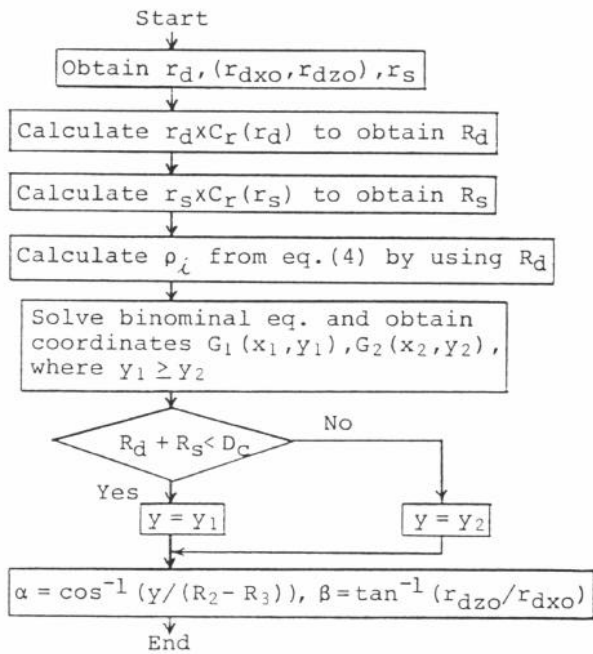 Start
Obtain r_d, (r_dxo, r_dzo), r_s
Calculate r_d x C_r(r_d) to obtain R_d
Calculate r_s x C_r(r_s) to obtain R_s
Calculate ρ_i from eq.(4) by using R_d
Solve binominal eq. and obtain
coordinates G_1(x_1,y_1), G_2(x_2,y_2),
where y_1 ≥ y_2
R_d + R_s < D_c
No
Yes
y = y_1
y = y_2
α = cos^-1 (y/(R_2 - R_3)), β = tan^-1 (r_dzo/r_dxo)
End